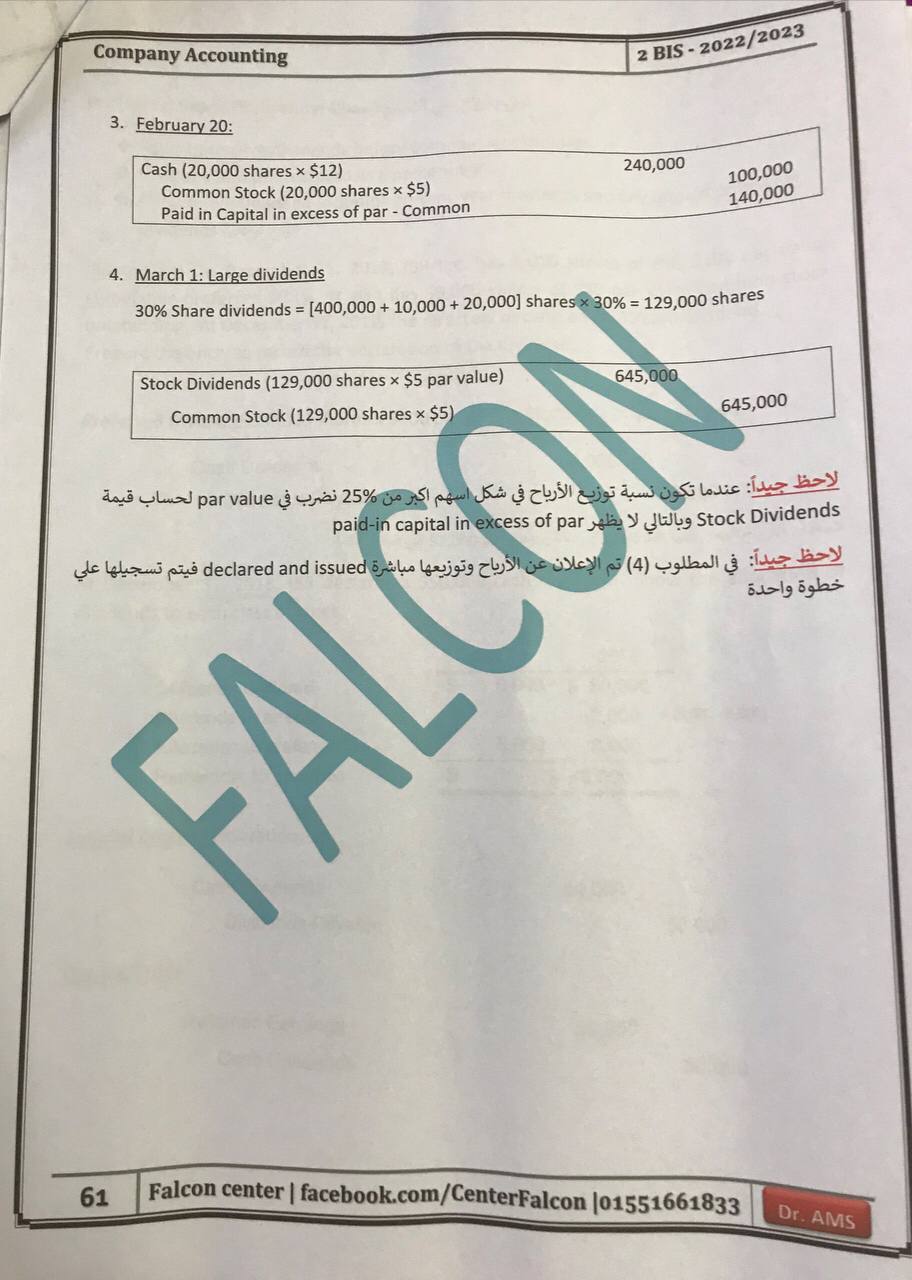 Company Accounting
2 BIS - 2022/2023
3. February 20:
Cash (20,000 shares × $12) 240,000
Common Stock (20,000 shares × $5) 100,000
Paid in Capital in excess of par - Common 140,000
4. March 1: Large dividends
30% Share dividends = [400,000 + 10,000 + 20,000] shares × 30% = 129,000 shares
Stock Dividends (129,000 shares × $5 par value) 645,000
Common Stock (129,000 shares × $5) 645,000
لاحظ جيداً: عندما تكون نسبة توزيع الأرباح في شكل اسهم اكبر من 25% نضرب في par value لحساب قيمة
Stock Dividends وبالتالي لا يظهر paid-in capital in excess of par
لاحظ جيداً: في المطلوب (4) تم الإعلان عن الأرباح وتوزيعها مباشرة declared and issued فيتم تسجيلها علي
خطوة واحدة
FALCON
61 Falcon center | facebook.com/CenterFalcon |01551661833 Dr. AMS